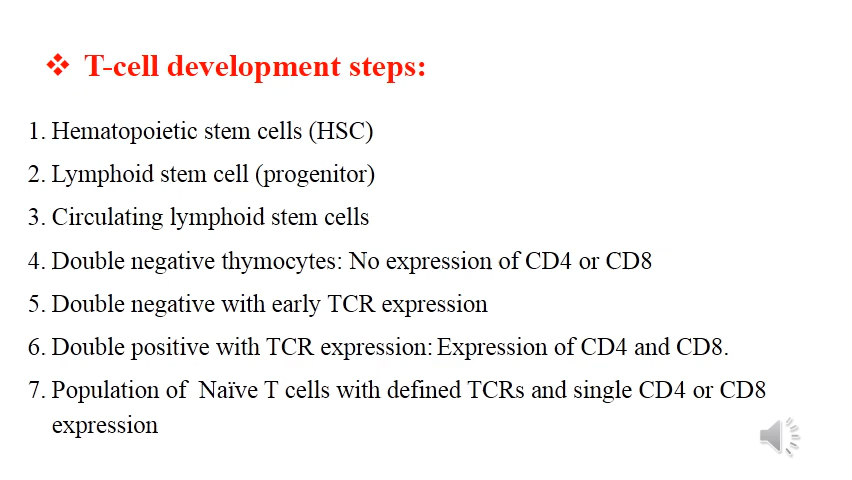 ❖ T-cell development steps:
1. Hematopoietic stem cells (HSC)
2. Lymphoid stem cell (progenitor)
3. Circulating lymphoid stem cells
4. Double negative thymocytes: No expression of CD4 or CD8
5. Double negative with early TCR expression
6. Double positive with TCR expression: Expression of CD4 and CD8.
7. Population of Naïve T cells with defined TCRs and single CD4 or CD8
expression